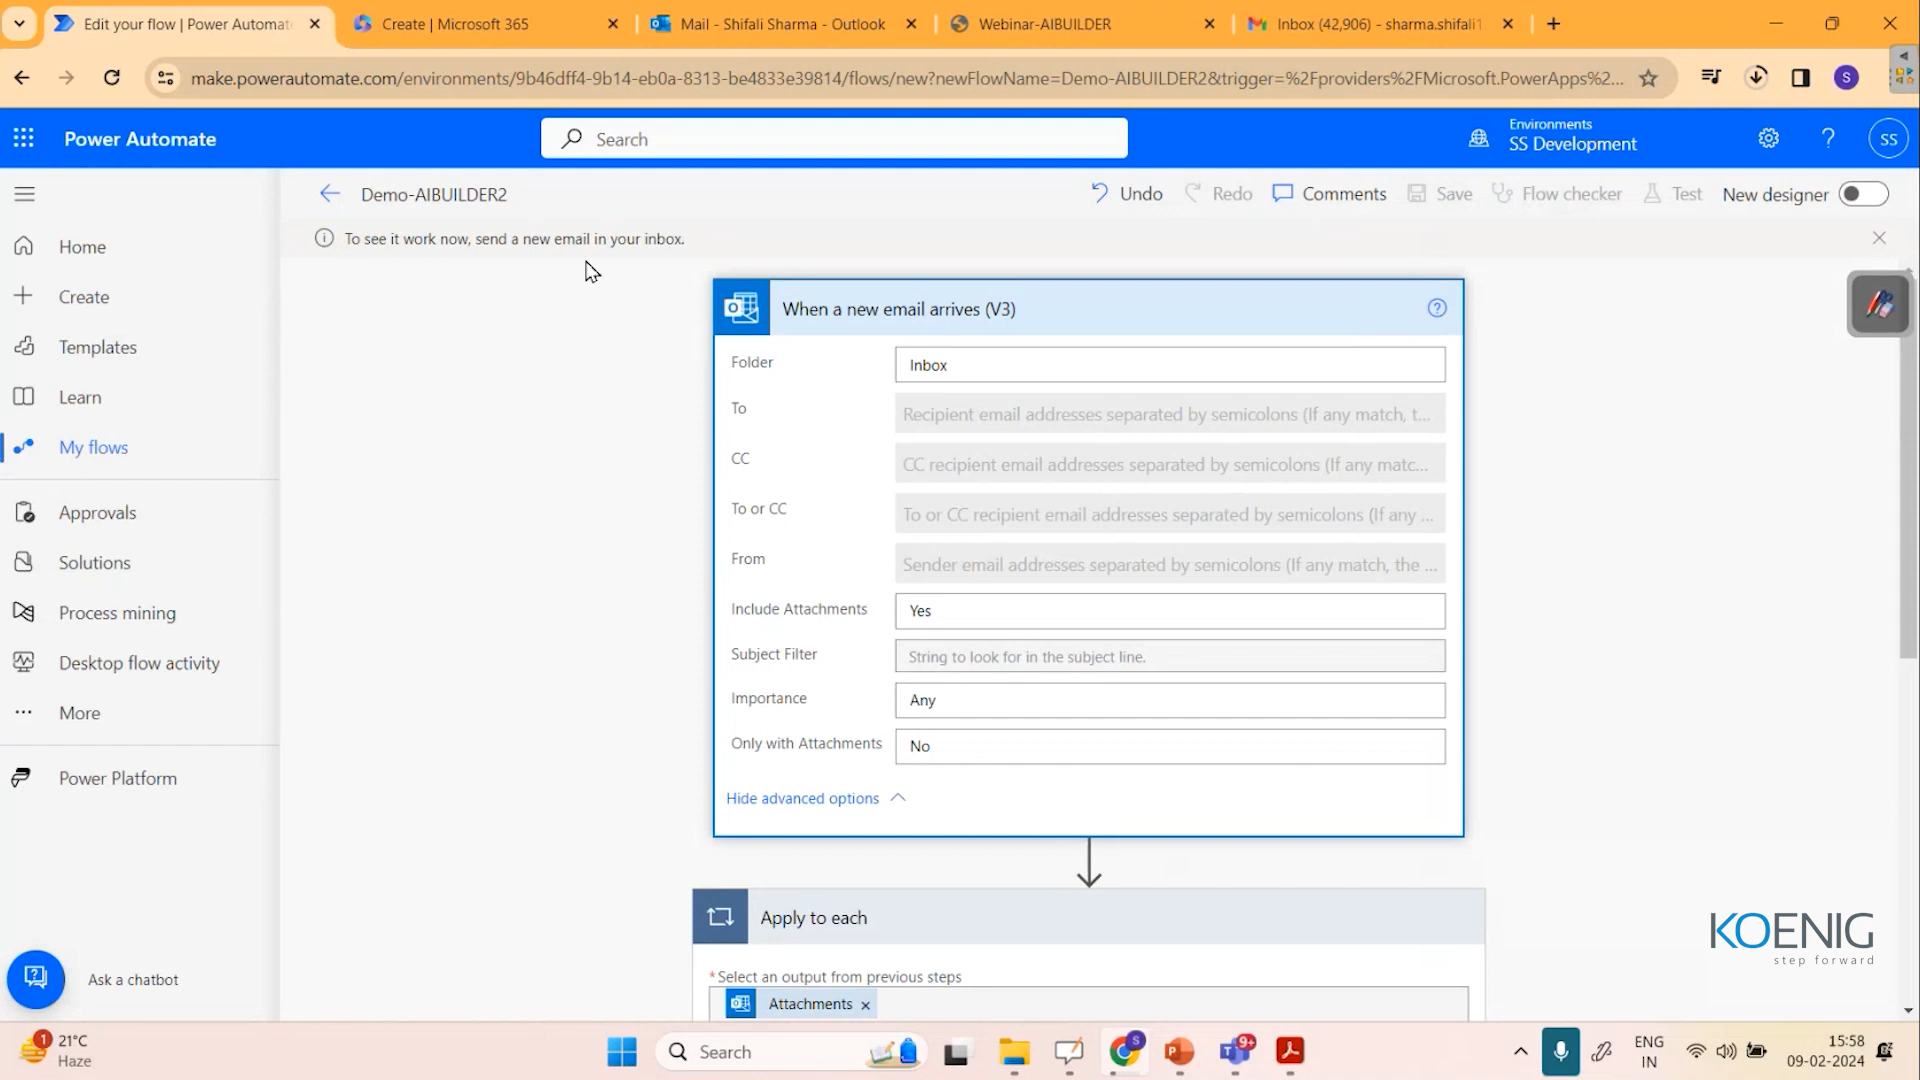 Edit your flow | Power Automate
Create | Microsoft 365
Mail - Shifali Sharma - Outlook
Webinar-AIBUILDER
Inbox (42,906) - sharma.shifali1
make.powerautomate.com/environments/9b46dff4-9b14-eb0a-8313-be4833e39814/flows/new?newFlowName=Demo-AIBUILDER2&trigger=%2Fproviders%2FMicrosoft.PowerApps%2...
S
Power Automate
Search
Environments
SS Development
?
SS
Demo-AIBUILDER2
Undo
Redo
Comments
Save
Flow checker
Test
New designer
To see it work now, send a new email in your inbox.
Home
Create
Templates
Learn
My flows
Approvals
Solutions
Process mining
Desktop flow activity
More
Power Platform
Ask a chatbot
When a new email arrives (V3)
Folder
Inbox
To
Recipient email addresses separated by semicolons (If any match, t...
CC
CC recipient email addresses separated by semicolons (If any matc...
To or CC
To or CC recipient email addresses separated by semicolons (If any ...
From
Sender email addresses separated by semicolons (If any match, the ...
Include Attachments
Yes
Subject Filter
String to look for in the subject line.
Importance
Any
Only with Attachments
No
Hide advanced options
Apply to each
*Select an output from previous steps
Attachments
KOENIG
step forward
1
21°C
Haze
Search
S
9+
ENG
IN
15:58
09-02-2024